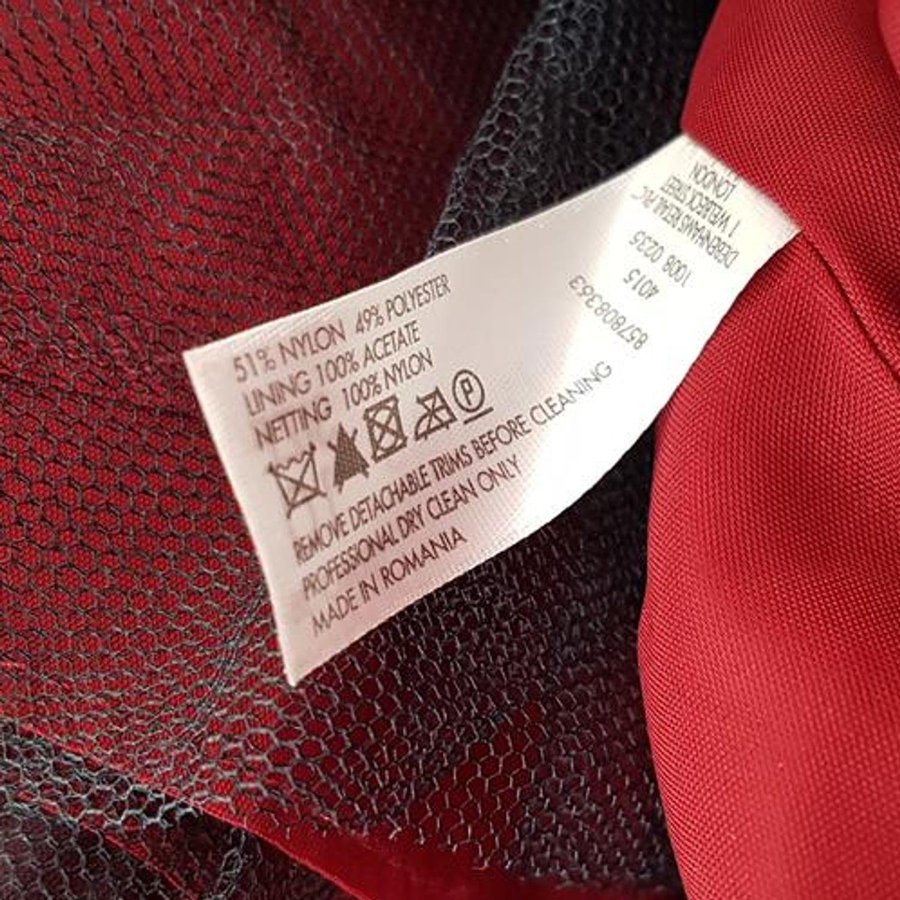 51% NYLON 49% POLYESTER
LINING 100% ACETATE
NETTING 100% NYLON
P
REMOVE DETACHABLE TRIMS BEFORE CLEANING
PROFESSIONAL DRY CLEAN ONLY
MADE IN ROMANIA
857808363
4015
1008 0235
DEBENHAMS RETAIL PLC
1 WELBECK STREET
LONDON